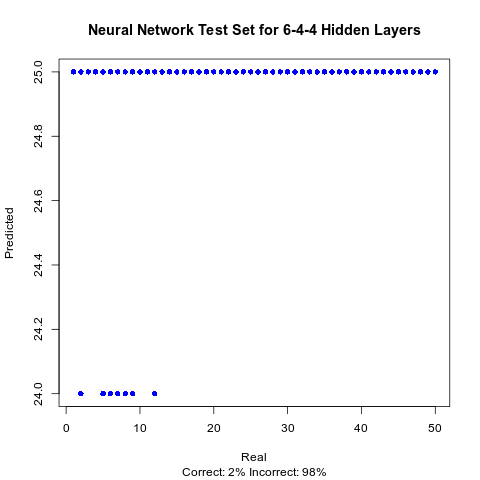 Neural Network Test Set for 6-4-4 Hidden Layers
Predicted
25.0
24.8
24.6
24.4
24.2
24.0
0 10 20 30 40 50
Real
Correct: 2% Incorrect: 98%